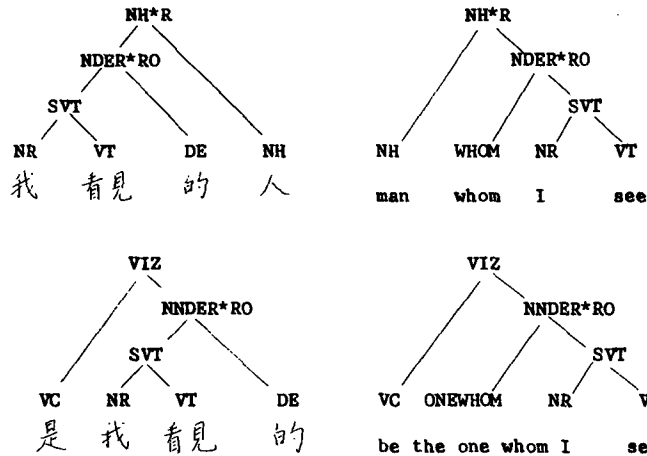 NH*R NH*R
NDER*RO NDER*RO
SVT SVT
NR VT DE NH NH WHOM NR VT
我 看見 的 人 man whom I see
VIZ VIZ
NNDER*RO NNDER*RO
SVT SVT
VC NR VT DE VC ONEWHOM NR V
是 我 看見 的 be the one whom I se